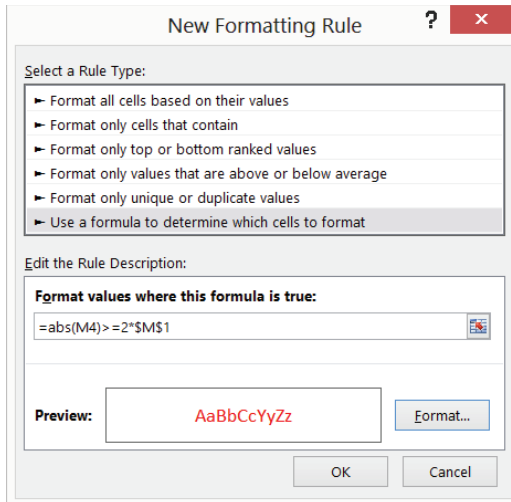 New Formatting Rule ? ×
Select a Rule Type:
► Format all cells based on their values
► Format only cells that contain
► Format only top or bottom ranked values
► Format only values that are above or below average
► Format only unique or duplicate values
► Use a formula to determine which cells to format
Edit the Rule Description:
Format values where this formula is true:
=abs(M4)>=2*$M$1
Preview: AaBbCcYyZz Format...
OK Cancel